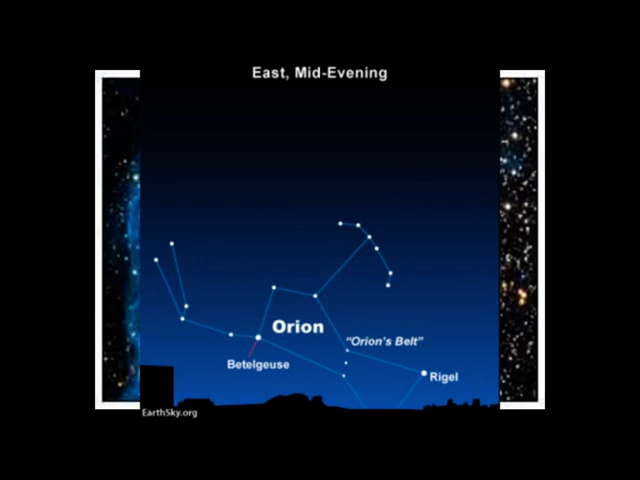 East, Mid-Evening
Orion
"Orion's Belt"
Betelgeuse
Rigel
EarthSky.org